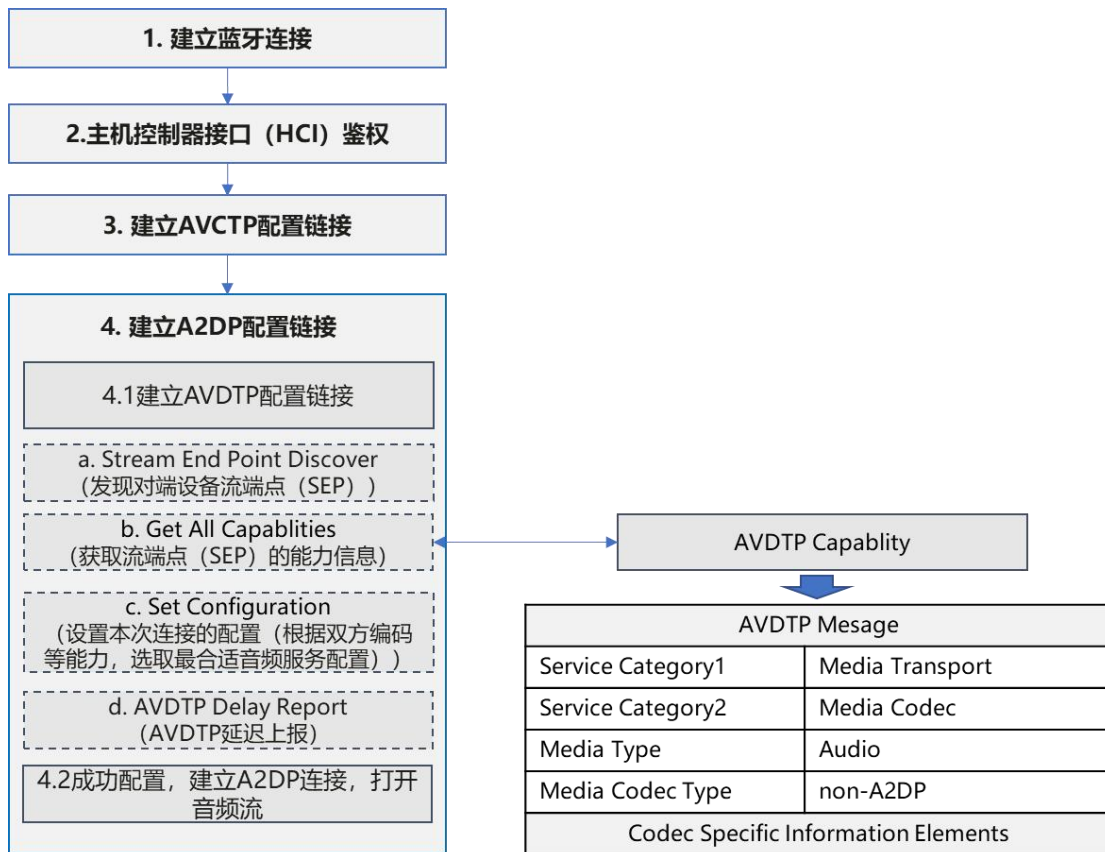 1. 建立蓝牙连接
2.主机控制器接口（HCI）鉴权
3. 建立AVCTP配置链接
4. 建立A2DP配置链接
4.1建立AVDTP配置链接
a. Stream End Point Discover
（发现对端设备流端点（SEP））
b. Get All Capablities
（获取流端点（SEP）的能力信息）
c. Set Configuration
（设置本次连接的配置（根据双方编码
等能力，选取最合适音频服务配置））
d. AVDTP Delay Report
（AVDTP延迟上报）
4.2成功配置，建立A2DP连接，打开
音频流
AVDTP Capablity
AVDTP Mesage
Service Category1 Media Transport
Service Category2 Media Codec
Media Type Audio
Media Codec Type non-A2DP
Codec Specific Information Elements